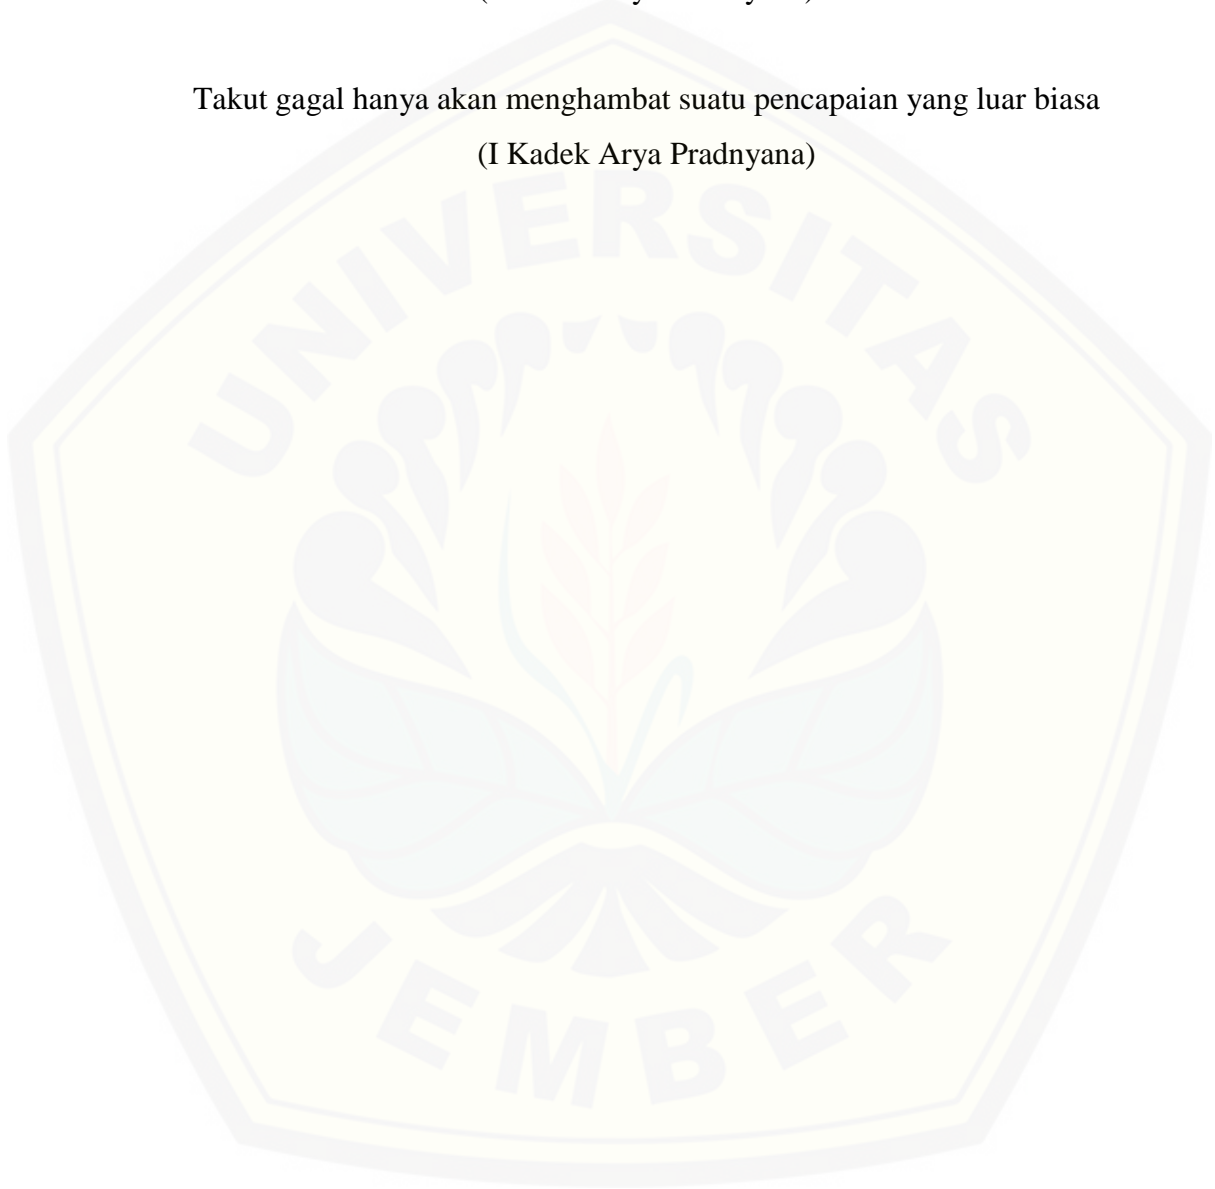 Takut gagal hanya akan menghambat suatu pencapaian yang luar biasa
(I Kadek Arya Pradnyana)
UNIVERSITAS
JEMBER